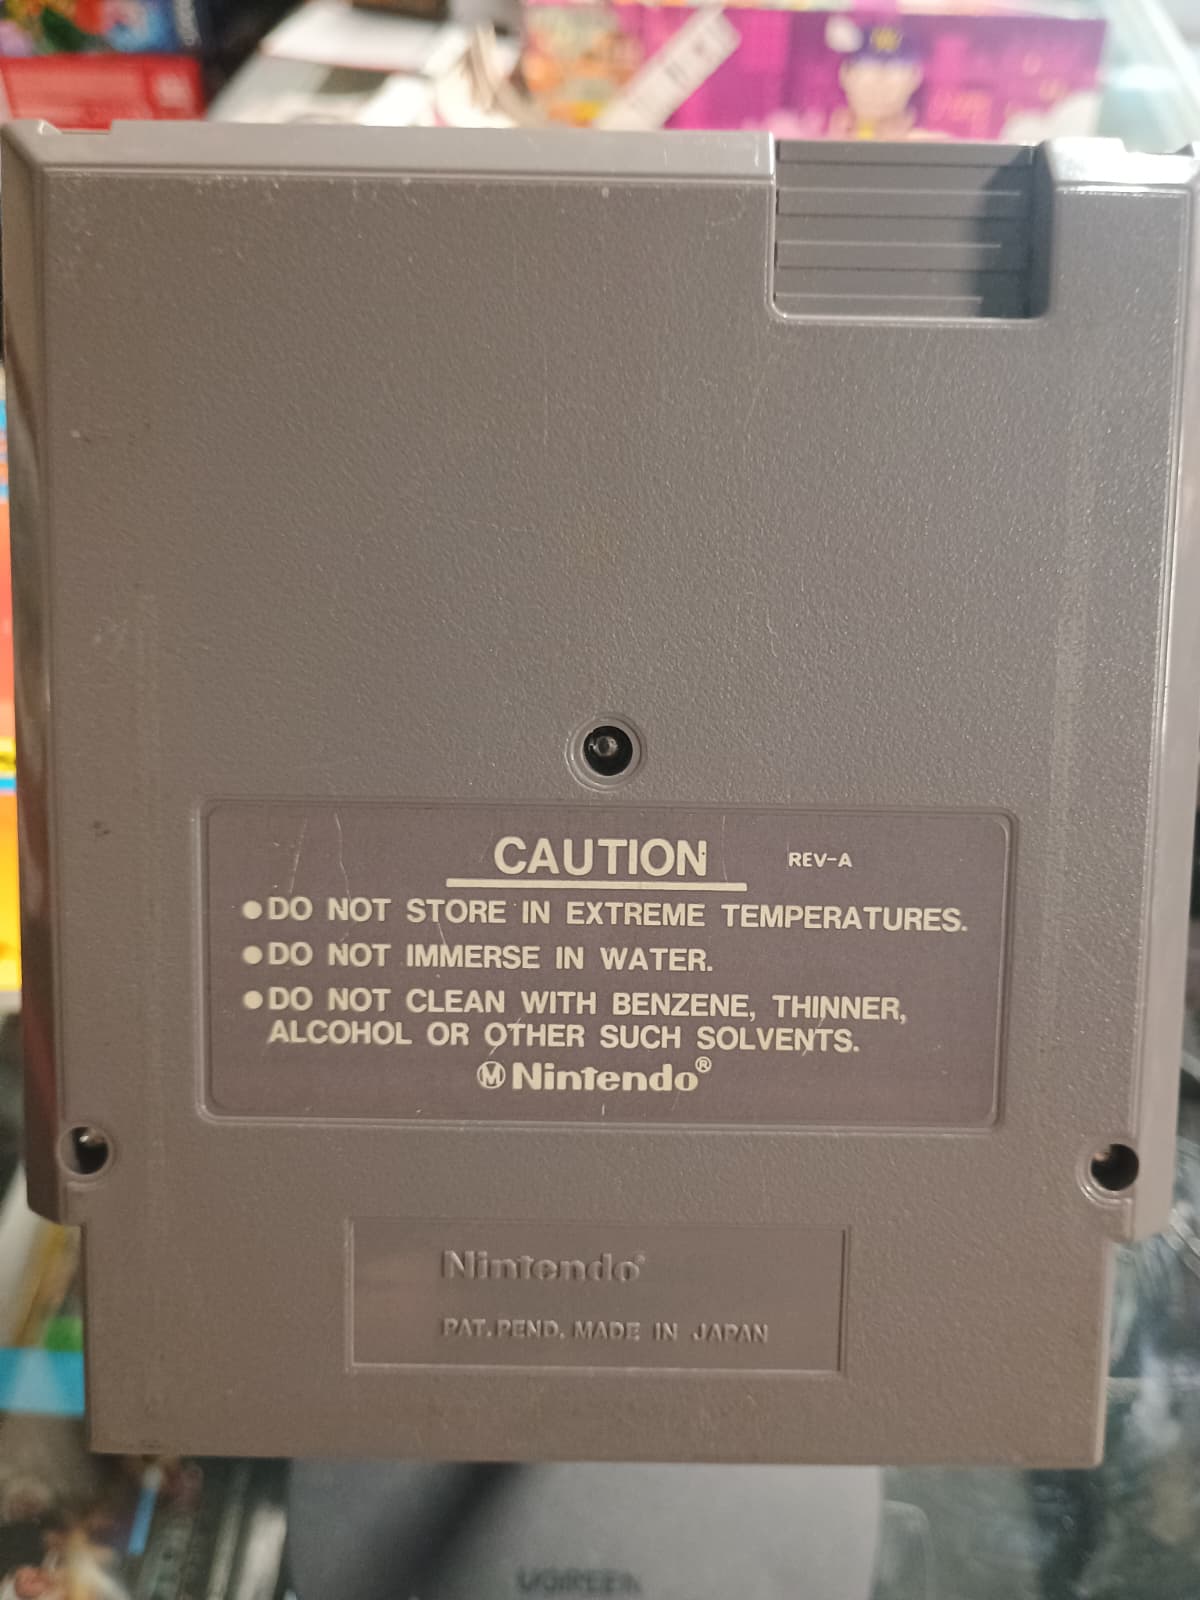 CAUTION REV-A
●DO NOT STORE IN EXTREME TEMPERATURES.
●DO NOT IMMERSE IN WATER.
●DO NOT CLEAN WITH BENZENE, THINNER,
ALCOHOL OR OTHER SUCH SOLVENTS.
Ⓜ Nintendo®
Nintendo®
PAT. PEND. MADE IN JAPAN
UGREEN